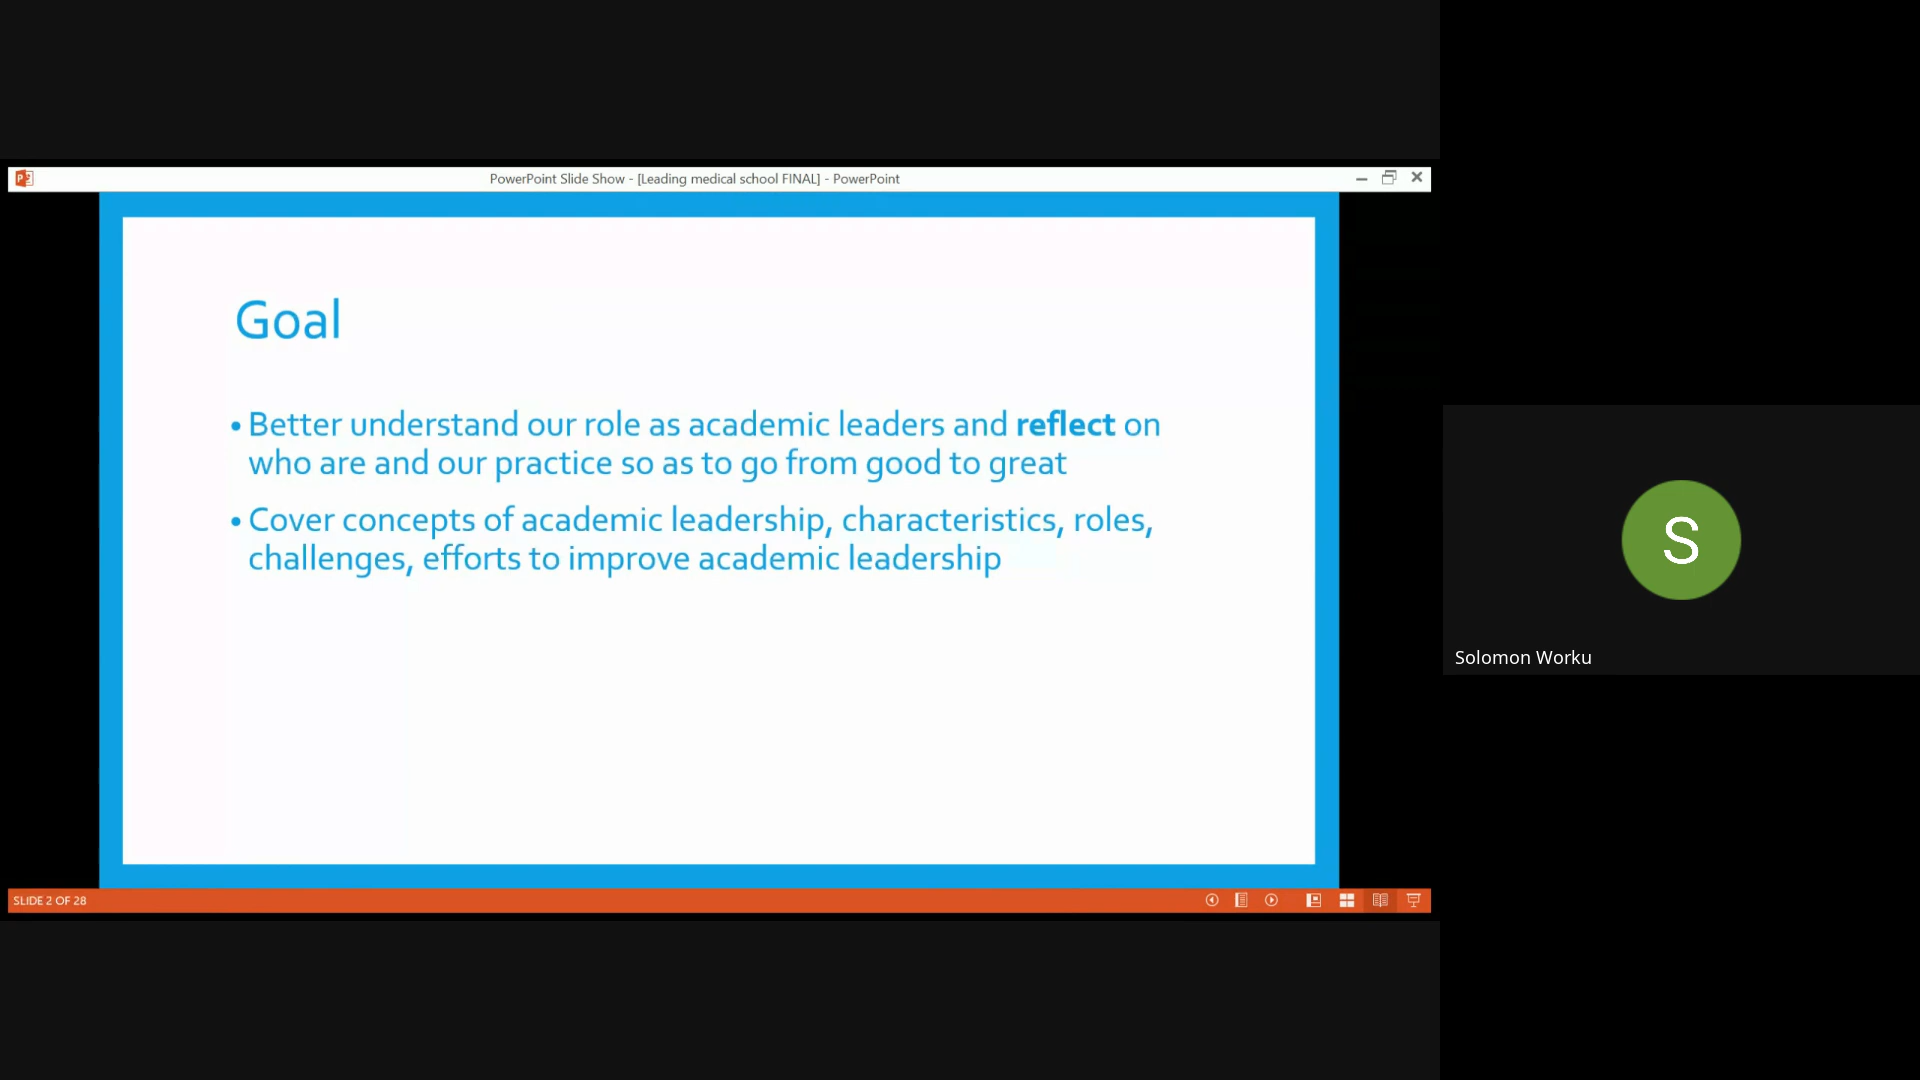 PowerPoint Slide Show - [Leading medical school FINAL] - PowerPoint
Goal
• Better understand our role as academic leaders and reflect on
who are and our practice so as to go from good to great
• Cover concepts of academic leadership, characteristics, roles,
challenges, efforts to improve academic leadership
S
Solomon Worku
SLIDE 2 OF 28